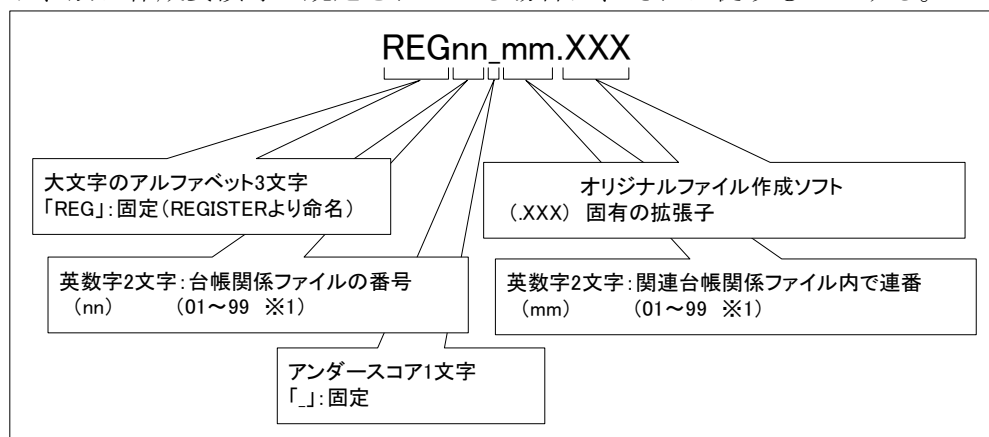 REGnn_mm.XXX
大文字のアルファベット3文字
「REG」:固定(REGISTERより命名)
オリジナルファイル作成ソフト
(.XXX) 固有の拡張子
英数字2文字:台帳関係ファイルの番号
(nn) (01～99 ※1)
英数字2文字:関連台帳関係ファイル内で連番
(mm) (01～99 ※1)
アンダースコア1文字
「_」:固定